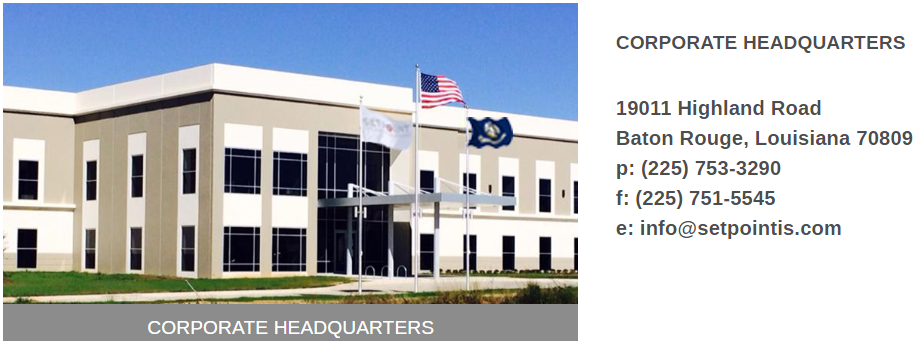 CORPORATE HEADQUARTERS
19011 Highland Road
Baton Rouge, Louisiana 70809
p: (225) 753-3290
f: (225) 751-5545
e: info@setpointis.com
CORPORATE HEADQUARTERS